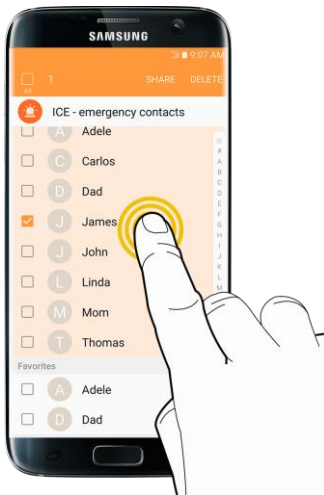 SAMSUNG
9:07 AM
All
1 SHARE DELETE
ICE - emergency contacts
A Adele
C Carlos
D Dad
J James
J John
L Linda
M Mom
T Thomas
☆
#
A
B
C
D
E
F
G
H
I
J
K
L
M
Favorites
A Adele
D Dad